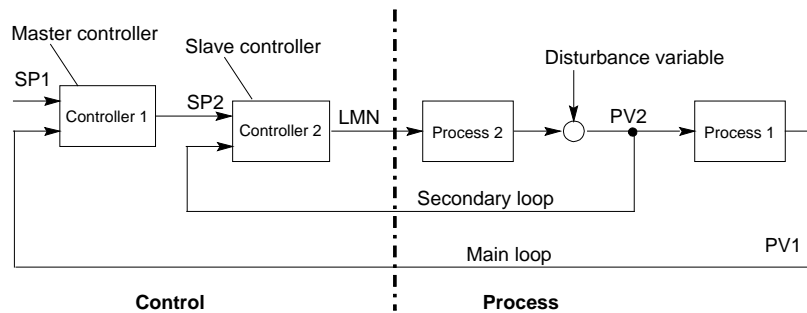 Master controller
Slave controller
Disturbance variable
SP1
Controller 1
SP2
Controller 2
LMN
Process 2
PV2
Process 1
Secondary loop
Main loop
PV1
Control
Process